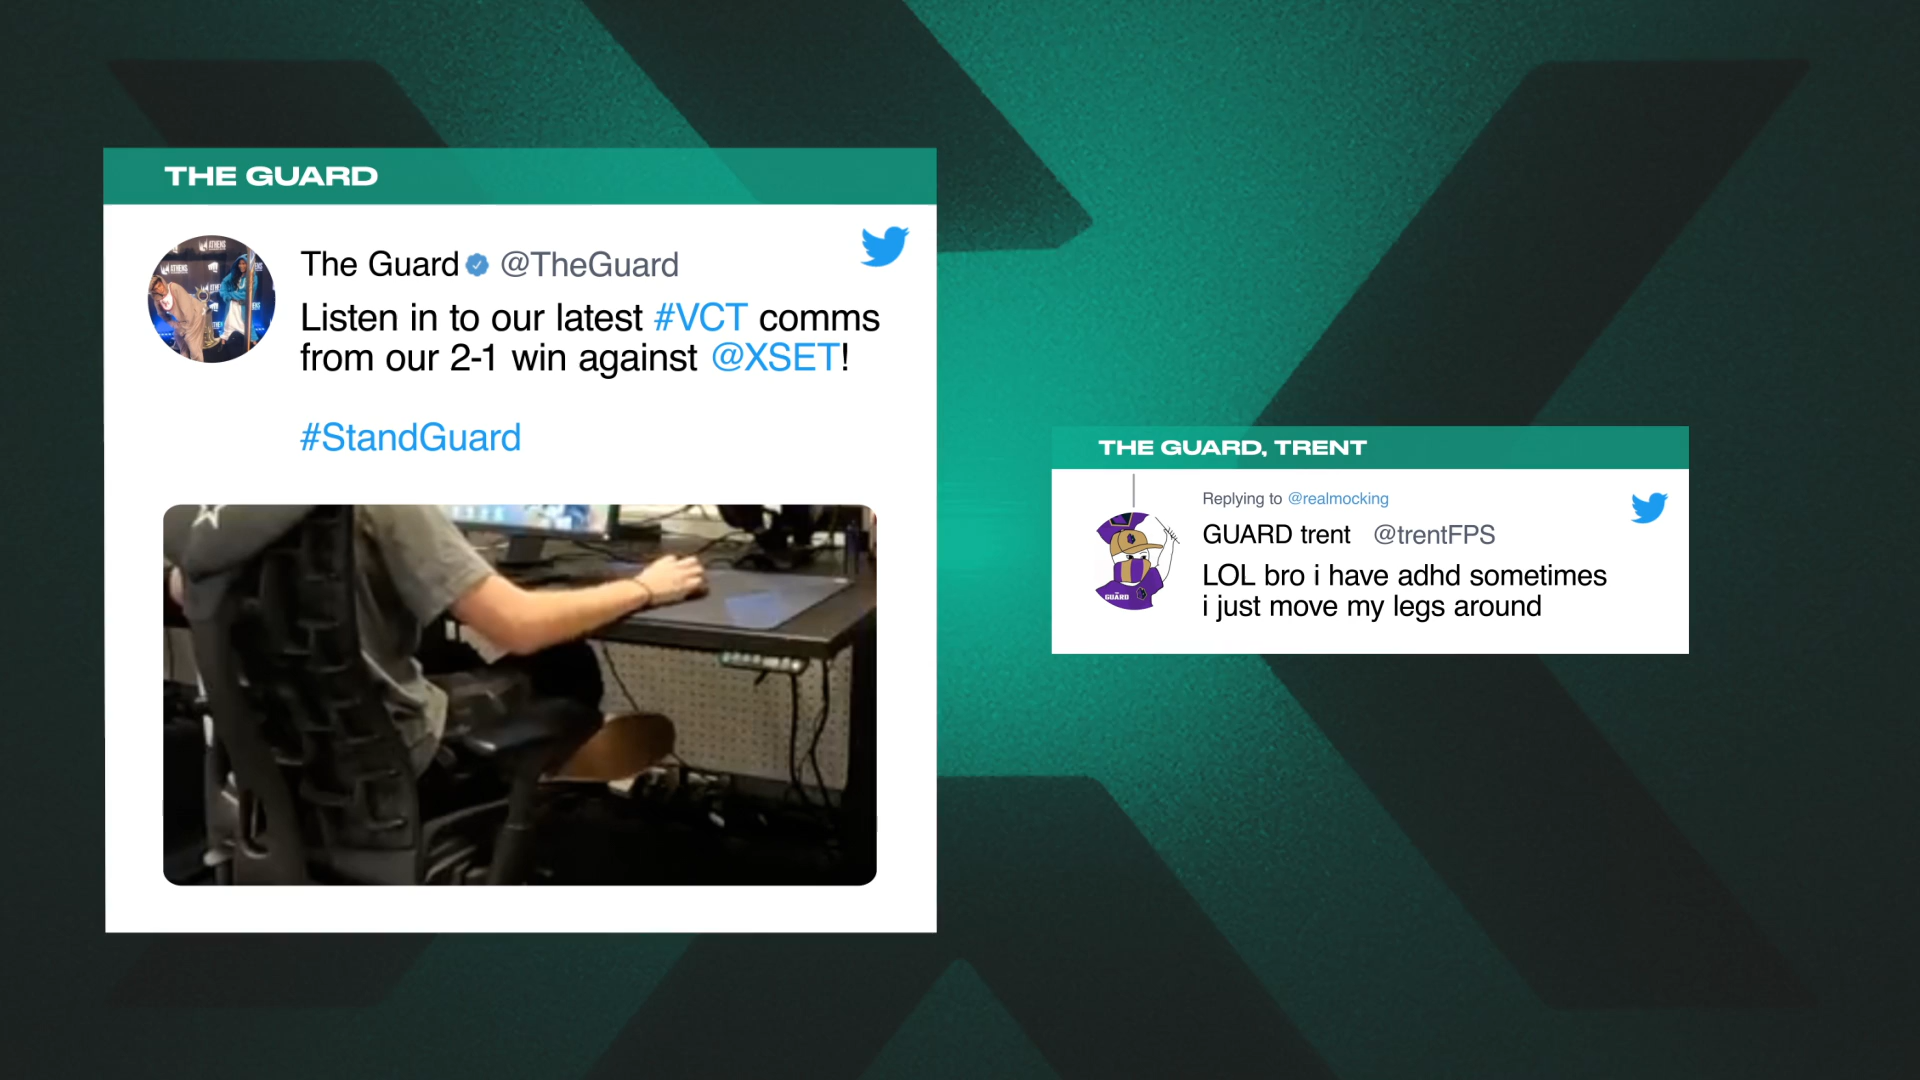 THE GUARD
The Guard @TheGuard
Listen in to our latest #VCT comms
from our 2-1 win against @XSET!
#StandGuard
THE GUARD, TRENT
Replying to @realmocking
GUARD trent @trentFPS
LOL bro i have adhd sometimes
i just move my legs around
GUARD